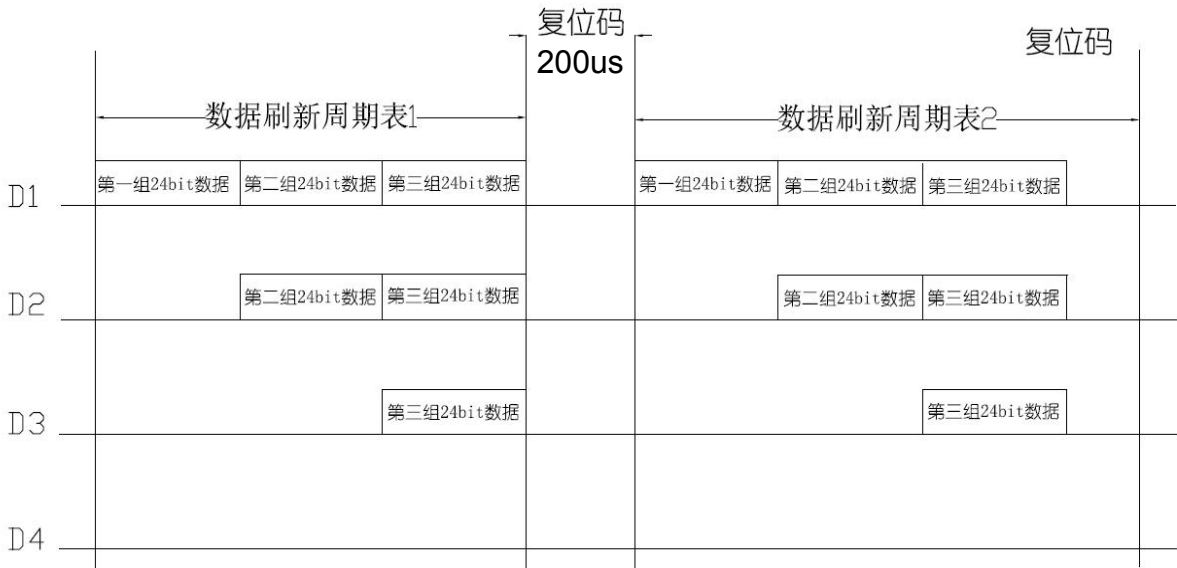 复位码
200us
复位码
数据刷新周期表1
数据刷新周期表2
D1 第一组24bit数据 第二组24bit数据 第三组24bit数据 第一组24bit数据 第二组24bit数据 第三组24bit数据
D2 第二组24bit数据 第三组24bit数据 第二组24bit数据 第三组24bit数据
D3 第三组24bit数据 第三组24bit数据
D4